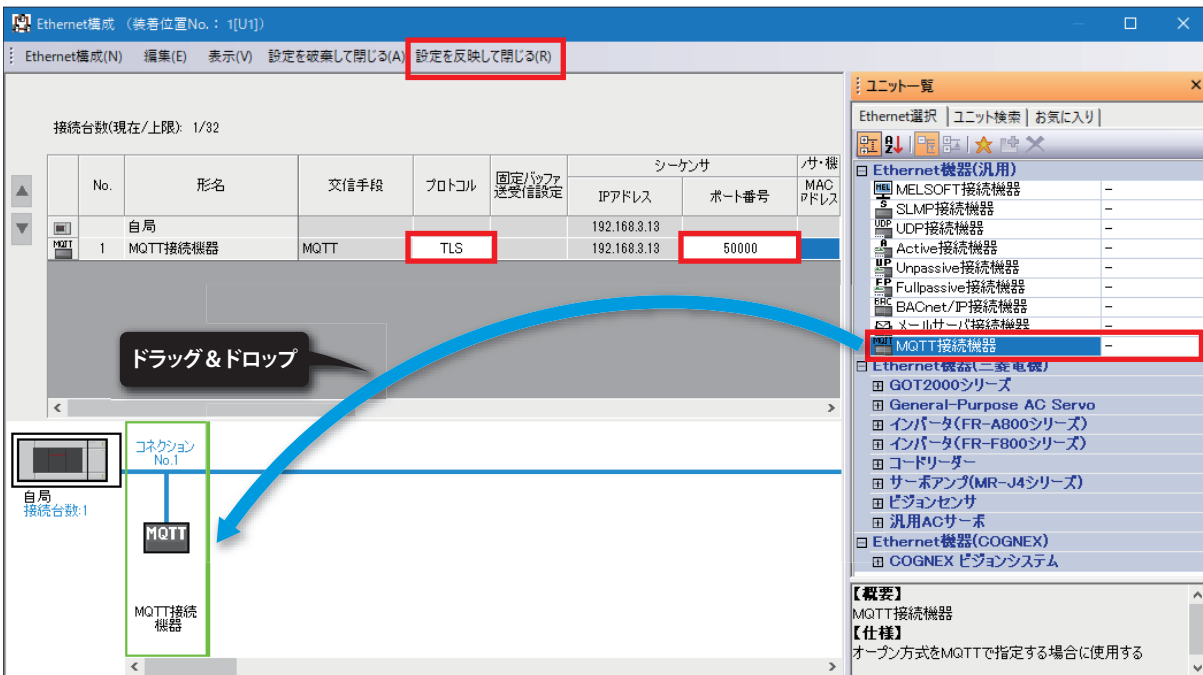 Ethernet構成 （装着位置No.： 1[U1]）
Ethernet構成(N) 編集(E) 表示(V) 設定を破棄して閉じる(A) 設定を反映して閉じる(R)
接続台数(現在/上限): 1/32
シーケンサ
No. 形名 交信手段 プロトコル 固定バッファ送受信設定 IPアドレス ポート番号 MAC
自局 192.168.3.13
MQTT 1 MQTT接続機器 MQTT TLS 192.168.3.13 50000
ドラッグ＆ドロップ
コネクション
No.1
自局
接続台数:1
MQTT
MQTT接続
機器
ユニット一覧
Ethernet選択 ユニット検索 お気に入り
Ethernet機器(汎用)
MELSOFT接続機器 -
SLMP接続機器 -
UDP UDP接続機器 -
Active接続機器 -
UP Unpassive接続機器 -
FP Fullpassive接続機器 -
BAC BACnet/IP接続機器 -
メールサーバ接続機器 -
MQTT MQTT接続機器 -
Ethernet機器(三菱電機)
GOT2000シリーズ
General-Purpose AC Servo
インバータ(FR-A800シリーズ)
インバータ(FR-F800シリーズ)
コードリーダー
サーボアンプ(MR-J4シリーズ)
ビジョンセンサ
汎用ACサーボ
Ethernet機器(COGNEX)
COGNEX ビジョンシステム
【概要】
MQTT接続機器
【仕様】
オープン方式をMQTTで指定する場合に使用する